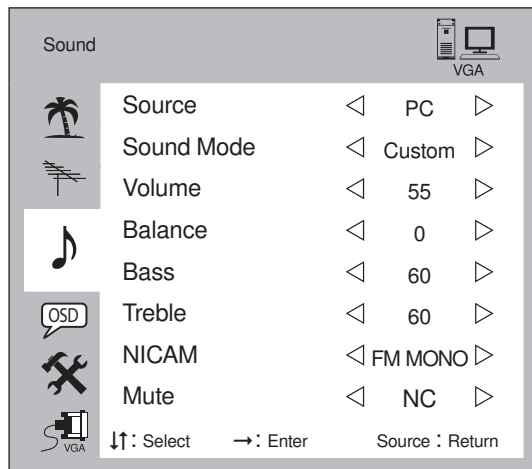 Sound
VGA
Source PC
Sound Mode Custom
Volume 55
Balance 0
Bass 60
OSD
Treble 60
NICAM FM MONO
Mute NC
VGA
↓↑: Select →: Enter Source : Return